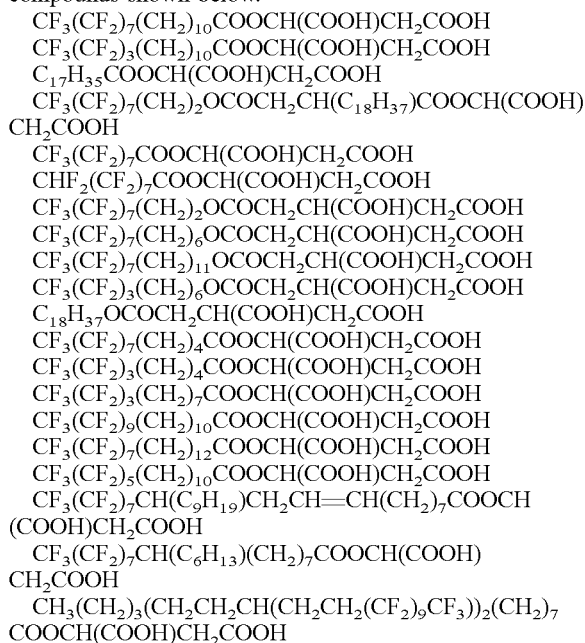 compounds shown below.
CF₃(CF₂)₇(CH₂)₁₀COOCH(COOH)CH₂COOH
CF₃(CF₂)₃(CH₂)₁₀COOCH(COOH)CH₂COOH
C₁₇H₃₅COOCH(COOH)CH₂COOH
CF₃(CF₂)₇(CH₂)₂OCOCH₂CH(C₁₈H₃₇)COOCH(COOH)
CH₂COOH
CF₃(CF₂)₇COOCH(COOH)CH₂COOH
CHF₂(CF₂)₇COOCH(COOH)CH₂COOH
CF₃(CF₂)₇(CH₂)₂OCOCH₂CH(COOH)CH₂COOH
CF₃(CF₂)₇(CH₂)₆OCOCH₂CH(COOH)CH₂COOH
CF₃(CF₂)₇(CH₂)₁₁OCOCH₂CH(COOH)CH₂COOH
CF₃(CF₂)₃(CH₂)₆OCOCH₂CH(COOH)CH₂COOH
C₁₈H₃₇OCOCH₂CH(COOH)CH₂COOH
CF₃(CF₂)₇(CH₂)₄COOCH(COOH)CH₂COOH
CF₃(CF₂)₃(CH₂)₄COOCH(COOH)CH₂COOH
CF₃(CF₂)₃(CH₂)₇COOCH(COOH)CH₂COOH
CF₃(CF₂)₉(CH₂)₁₀COOCH(COOH)CH₂COOH
CF₃(CF₂)₇(CH₂)₁₂COOCH(COOH)CH₂COOH
CF₃(CF₂)₅(CH₂)₁₀COOCH(COOH)CH₂COOH
CF₃(CF₂)₇CH(C₉H₁₉)CH₂CH=CH(CH₂)₇COOCH
(COOH)CH₂COOH
CF₃(CF₂)₇CH(C₆H₁₃)(CH₂)₇COOCH(COOH)
CH₂COOH
CH₃(CH₂)₃(CH₂CH₂CH(CH₂CH₂(CF₂)₉CF₃))₂(CH₂)₇
COOCH(COOH)CH₂COOH